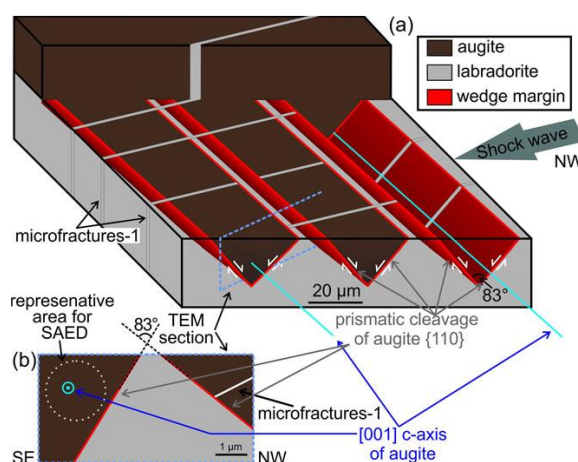 (a)
augite
labradorite
wedge margin
Shock wave
NW
microfractures-1
20 µm
83°
represenative
area for
SAED
TEM
section
prismatic cleavage
of augite {110}
(b)
83°
microfractures-1
[001] c-axis
of augite
1 µm
SE
NW